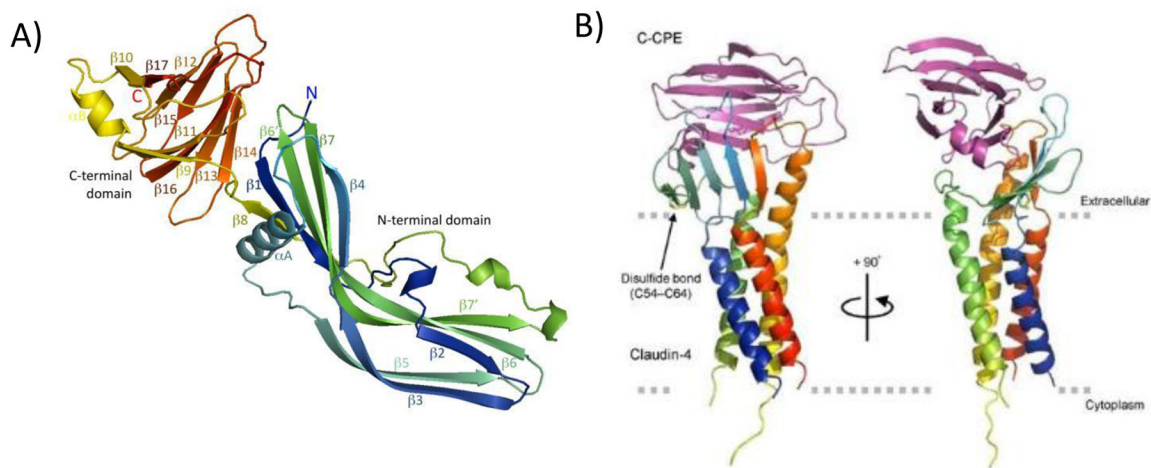 A)
β10
β17
β12
C
αB
β15
β11
β9
β14
β13
β16
C-terminal
domain
N
β6'
β7
β1
β4
β8
αA
N-terminal domain
β7'
β2
β6
β5
β3
B)
C-CPE
Disulfide bond
(C54–C64)
Claudin-4
+ 90°
Extracellular
Cytoplasm